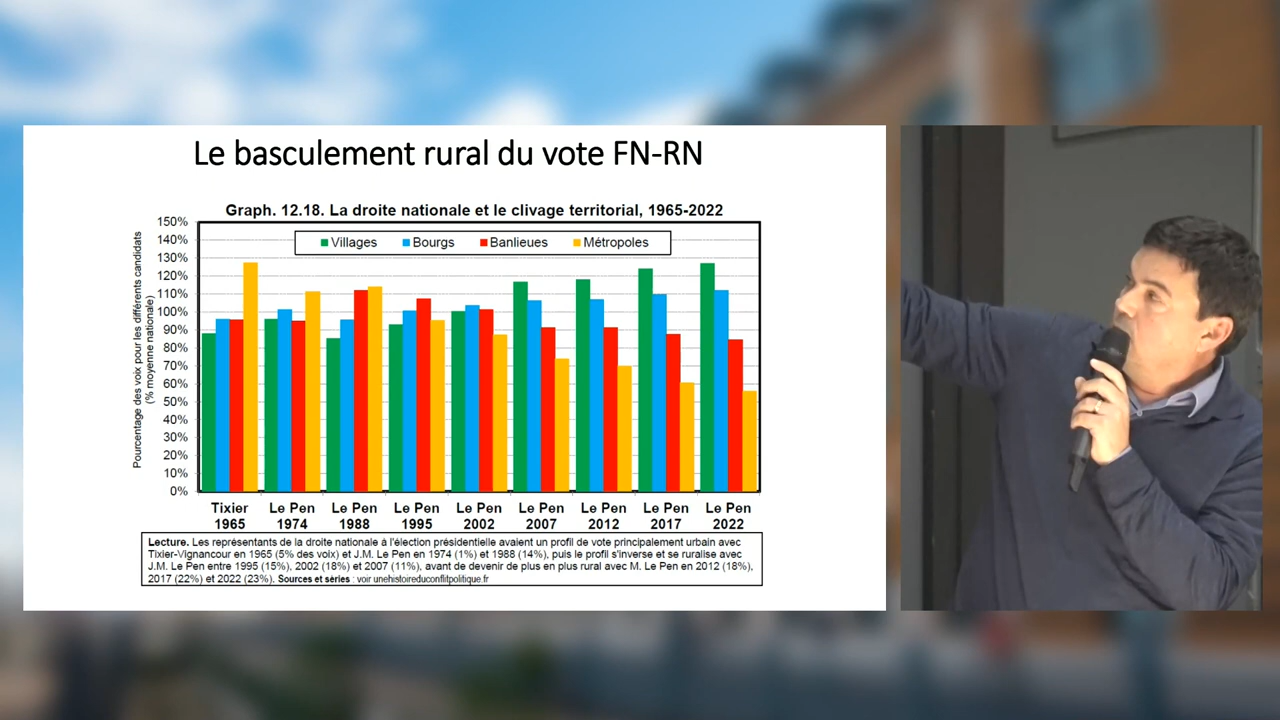 Le basculement rural du vote FN-RN
Graph. 12.18. La droite nationale et le clivage territorial, 1965-2022
Pourcentage des voix pour les différents candidats
(% moyenne nationale)
150%
140%
130%
120%
110%
100%
90%
80%
70%
60%
50%
40%
30%
20%
10%
0%
Villages Bourgs Banlieues Métropoles
Tixier Le Pen Le Pen Le Pen Le Pen Le Pen Le Pen Le Pen Le Pen
1965 1974 1988 1995 2002 2007 2012 2017 2022
Lecture. Les représentants de la droite nationale à l'élection présidentielle avaient un profil de vote principalement urbain avec
Tixier-Vignancour en 1965 (5% des voix) et J.M. Le Pen en 1974 (1%) et 1988 (14%), puis le profil s'inverse et se ruralise avec
J.M. Le Pen entre 1995 (15%), 2002 (18%) et 2007 (11%), avant de devenir de plus en plus rural avec M. Le Pen en 2012 (18%),
2017 (22%) et 2022 (23%). Sources et séries : voir unehistoireduconflitpolitique.fr